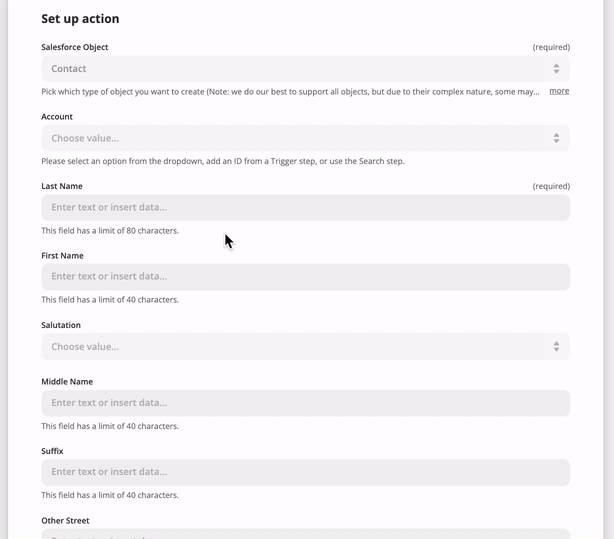 Set up action
Salesforce Object (required)
Contact
Pick which type of object you want to create (Note: we do our best to support all objects, but due to their complex nature, some may... more
Account
Choose value...
Please select an option from the dropdown, add an ID from a Trigger step, or use the Search step.
Last Name (required)
Enter text or insert data...
This field has a limit of 80 characters.
First Name
Enter text or insert data...
This field has a limit of 40 characters.
Salutation
Choose value...
Middle Name
Enter text or insert data...
This field has a limit of 40 characters.
Suffix
Enter text or insert data...
This field has a limit of 40 characters.
Other Street